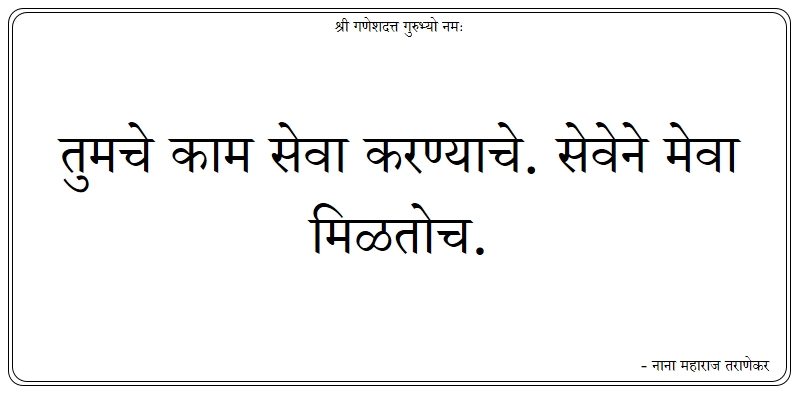 श्री गणेशदत्त गुरुभ्यो नमः
तुमचे काम सेवा करण्याचे. सेवेने मेवा
मिळतोच.
- नाना महाराज तराणेकर